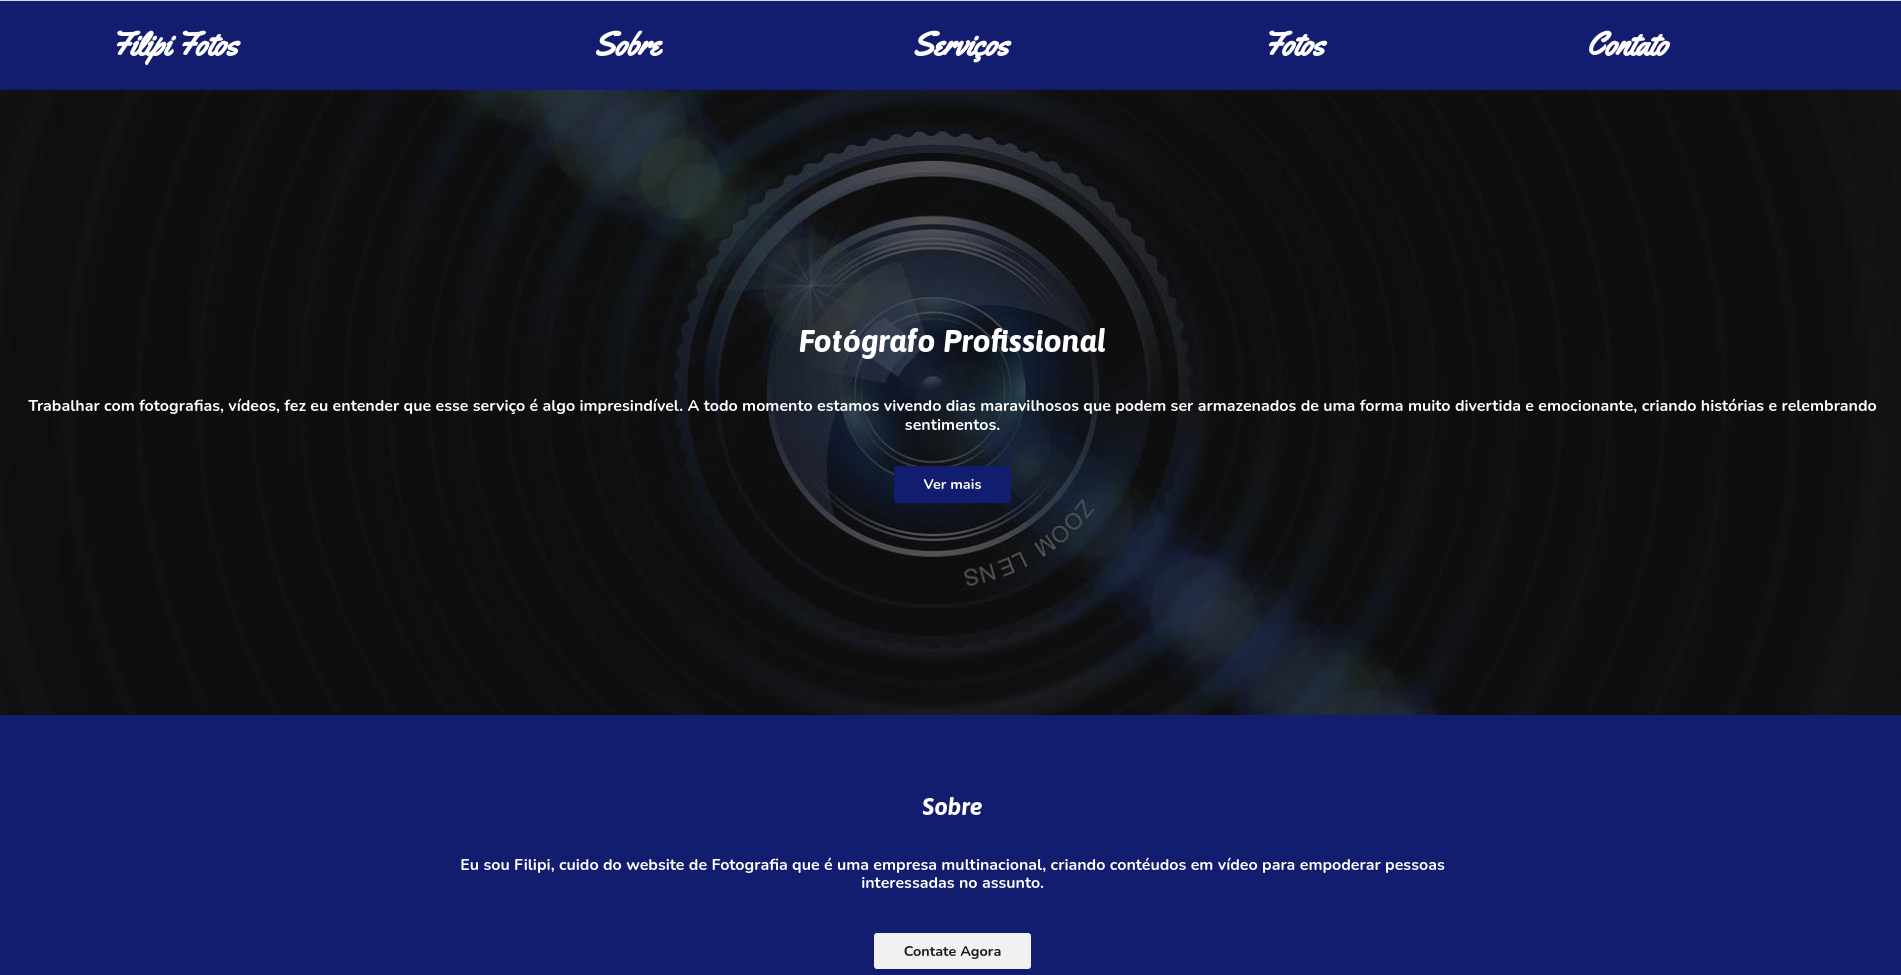 Filipi Fotos
Sobre
Serviços
Fotos
Contato
Fotógrafo Profissional
Trabalhar com fotografias, vídeos, fez eu entender que esse serviço é algo impresindível. A todo momento estamos vivendo dias maravilhosos que podem ser armazenados de uma forma muito divertida e emocionante, criando histórias e relembrando
sentimentos.
Ver mais
ZOOM LENS
Sobre
Eu sou Filipi, cuido do website de Fotografia que é uma empresa multinacional, criando contéudos em vídeo para empoderar pessoas
interessadas no assunto.
Contate Agora